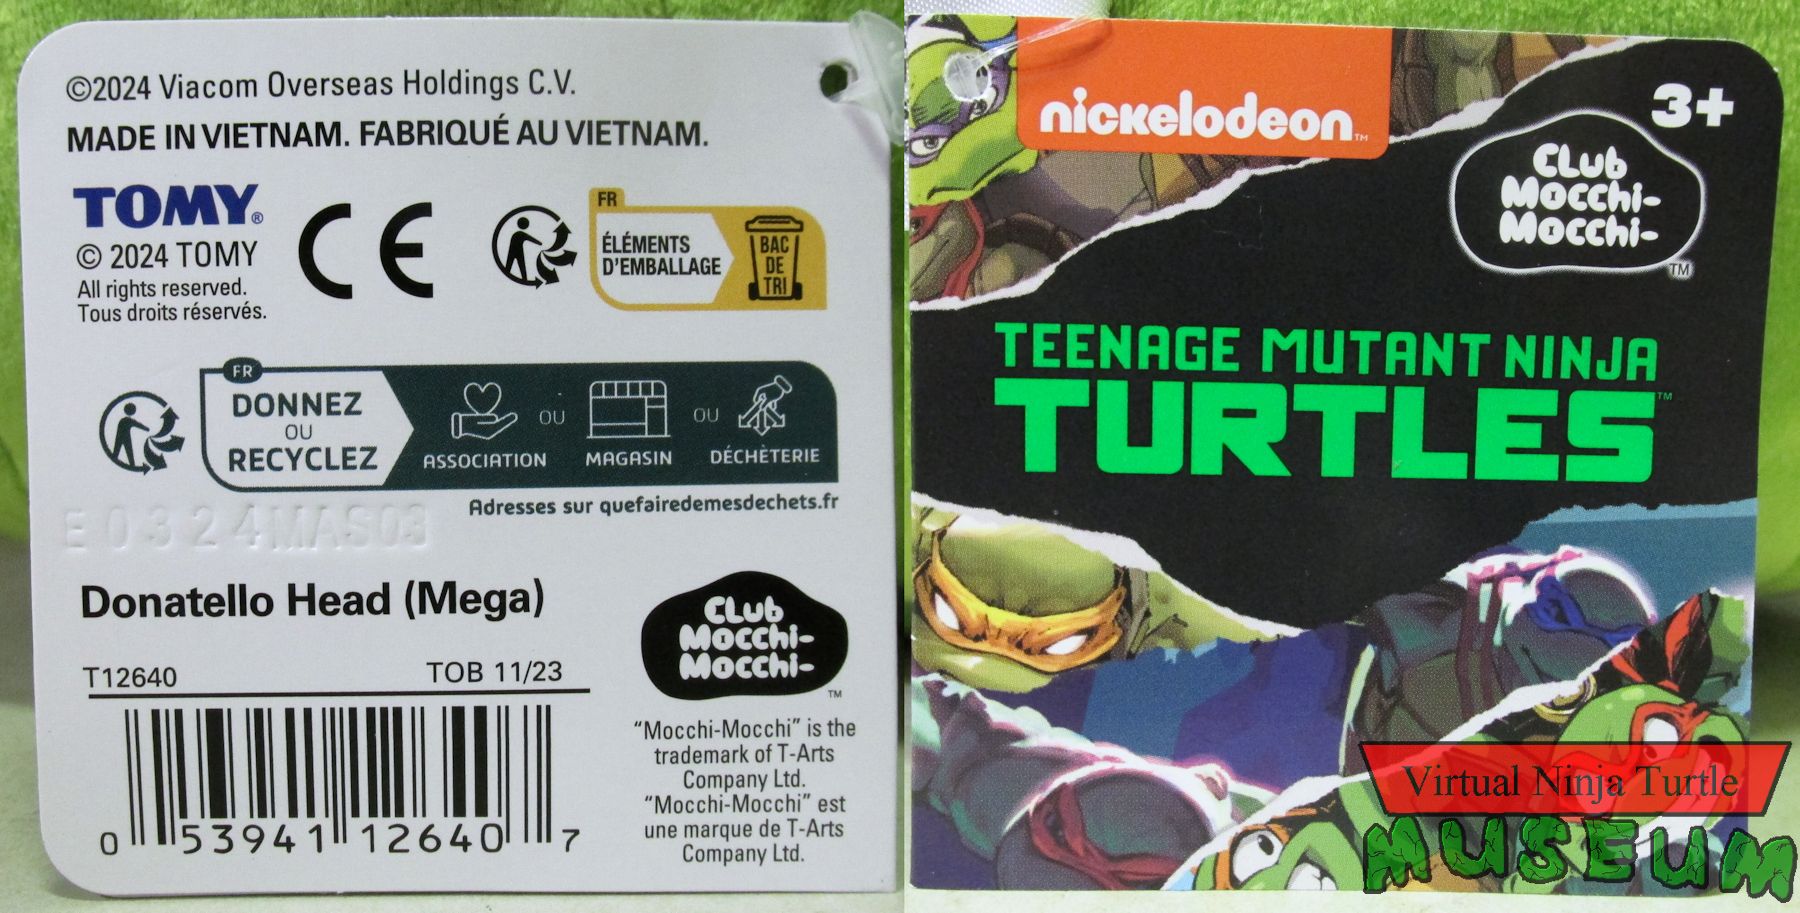 ©2024 Viacom Overseas Holdings C.V.
MADE IN VIETNAM. FABRIQUÉ AU VIETNAM.
TOMY®
© 2024 TOMY
All rights reserved.
Tous droits réservés.
CE
FR
ÉLÉMENTS
D'EMBALLAGE
BAC
DE
TRI
FR
DONNEZ
OU
RECYCLEZ
ASSOCIATION
OU
MAGASIN
OU
DÉCHÈTERIE
Adresses sur quefairedemesdechets.fr
E0324MAS03
Donatello Head (Mega)
T12640 TOB 11/23
0 53941 12640 7
CLub
Mocchi-
Mocchi-
™
“Mocchi-Mocchi” is the
trademark of T-Arts
Company Ltd.
“Mocchi-Mocchi” est
une marque de T-Arts
Company Ltd.
nickelodeon™
3+
CLub
Mocchi-
Mocchi-
™
TEENAGE MUTANT NINJA
TURTLES™
Virtual Ninja Turtle
MUSEUM